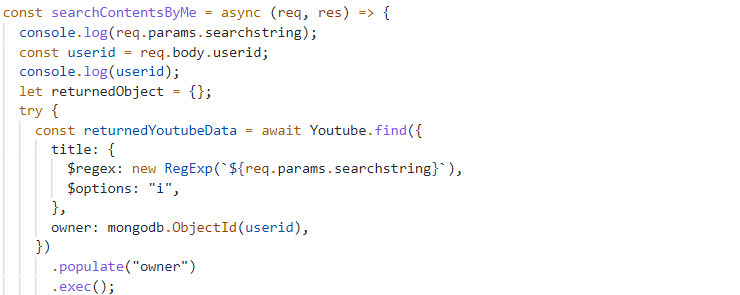 const searchContentsByMe = async (req, res) => {
  console.log(req.params.searchstring);
  const userid = req.body.userid;
  console.log(userid);
  let returnedObject = {};
  try {
    const returnedYoutubeData = await Youtube.find({
      title: {
        $regex: new RegExp(`${req.params.searchstring}`),
        $options: "i",
      },
      owner: mongodb.ObjectId(userid),
    })
      .populate("owner")
      .exec();